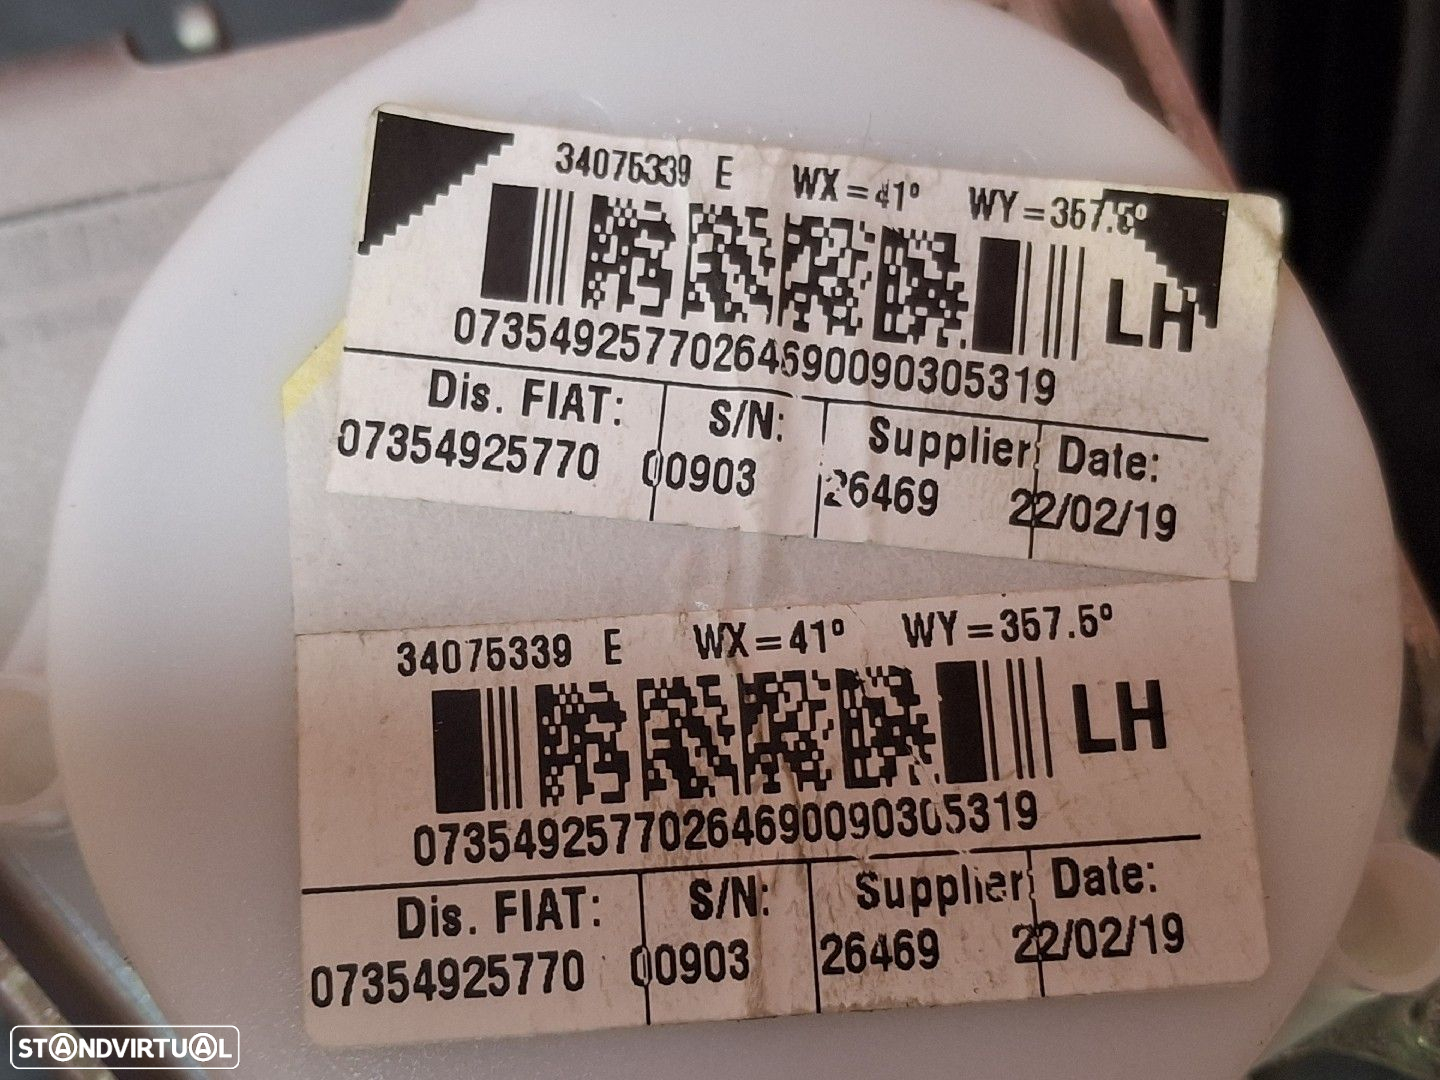 34075339 E WX=41° WY=357.5°
LH
07354925770264690090305319
Dis. FIAT: S/N: Supplier: Date:
07354925770 00903 26469 22/02/19
34075339 E WX=41° WY=357.5°
LH
07354925770264690090305319
Dis. FIAT: S/N: Supplier: Date:
07354925770 00903 26469 22/02/19
STANDVIRTUAL